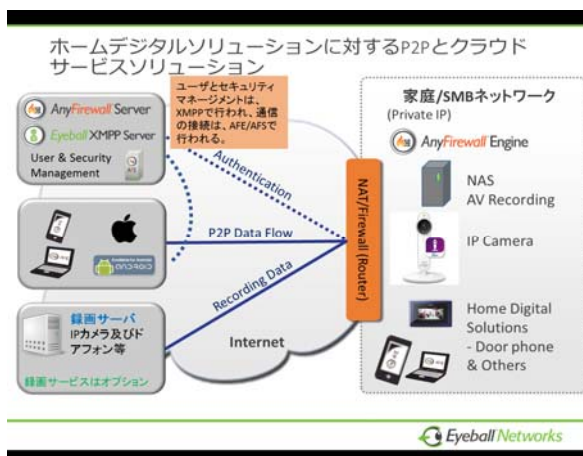 ホームデジタルソリューションに対するP2Pとクラウド
サービスソリューション
AnyFirewall Server
Eyeball XMPP Server
User & Security
Management
ユーザとセキュリティ
マネージメントは、
XMPPで行われ、通信
の接続は、AFE/AFSで
行われる。
Authentication
P2P Data Flow
Recording Data
Internet
ANDROID
録画サーバ
IPカメラ及びド
アフォン等
録画サービスはオプション
NAT/Firewall (Router)
家庭/SMBネットワーク
(Private IP)
AnyFirewall Engine
NAS
AV Recording
IP Camera
Home Digital
Solutions
- Door phone
& Others
Eyeball Networks